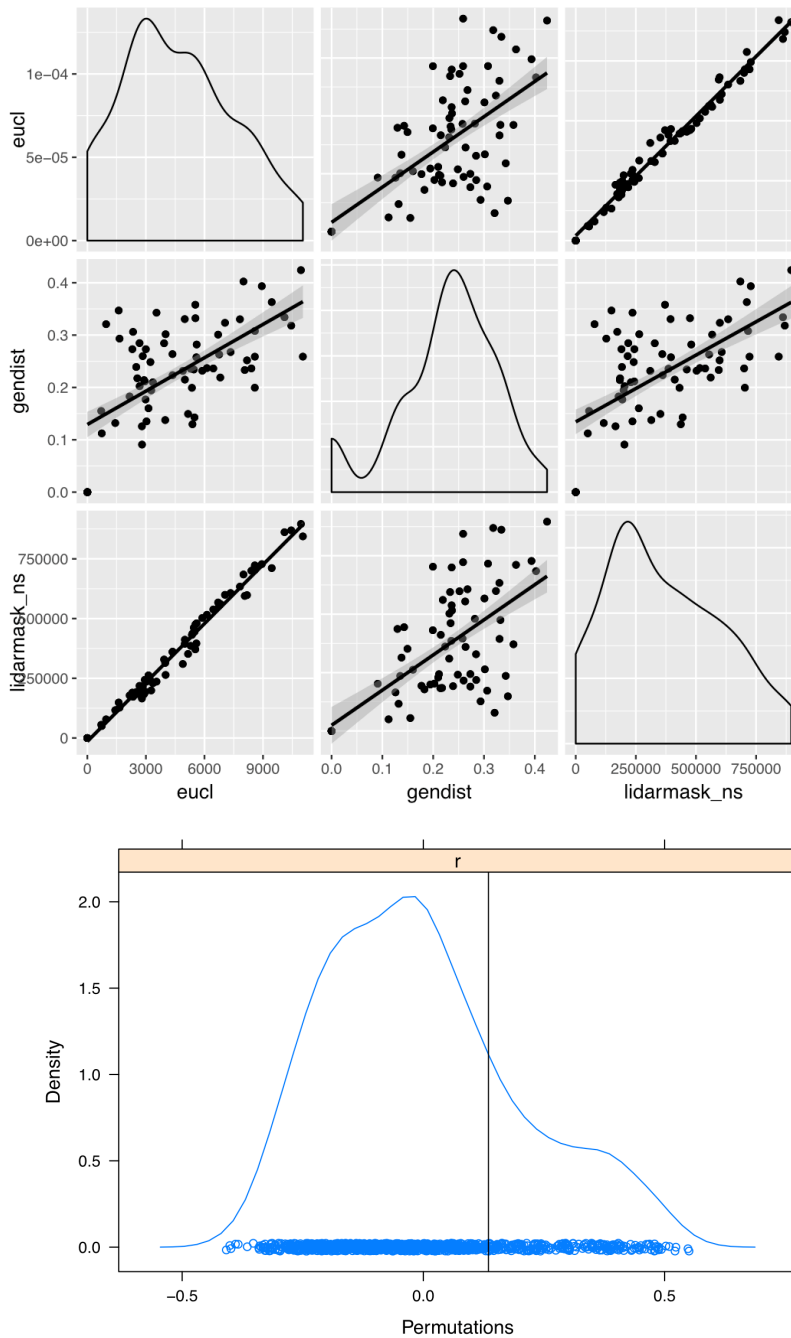 eucl
1e−04
5e−05
0e+00
gendist
0.4
0.3
0.2
0.1
0.0
lidarmask_ns
750000
500000
250000
0
0 3000 6000 9000
0.0 0.1 0.2 0.3 0.4
0 250000 500000 750000
eucl
gendist
lidarmask_ns
r
2.0
1.5
1.0
0.5
0.0
Density
−0.5 0.0 0.5
Permutations